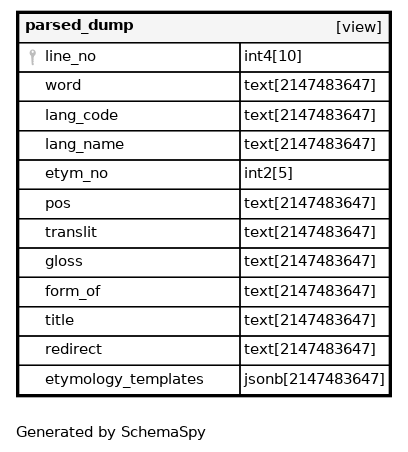 parsed_dump [view]
line_no int4[10]
word text[2147483647]
lang_code text[2147483647]
lang_name text[2147483647]
etym_no int2[5]
pos text[2147483647]
translit text[2147483647]
gloss text[2147483647]
form_of text[2147483647]
title text[2147483647]
redirect text[2147483647]
etymology_templates jsonb[2147483647]
Generated by SchemaSpy